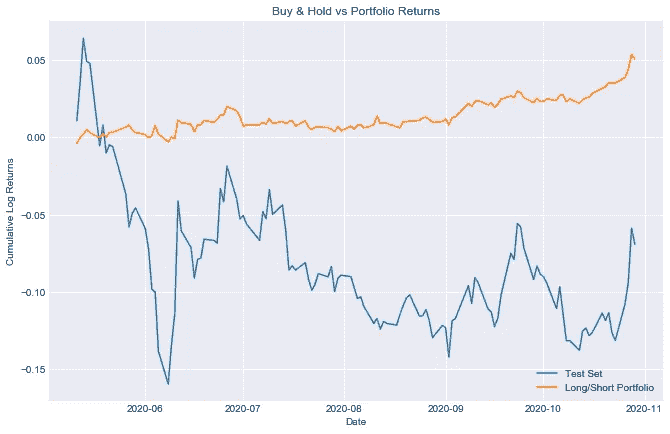 Buy & Hold vs Portfolio Returns
Cumulative Log Returns
0.05
0.00
−0.05
−0.10
−0.15
2020-06
2020-07
2020-08
2020-09
2020-10
2020-11
Date
Test Set
Long/Short Portfolio